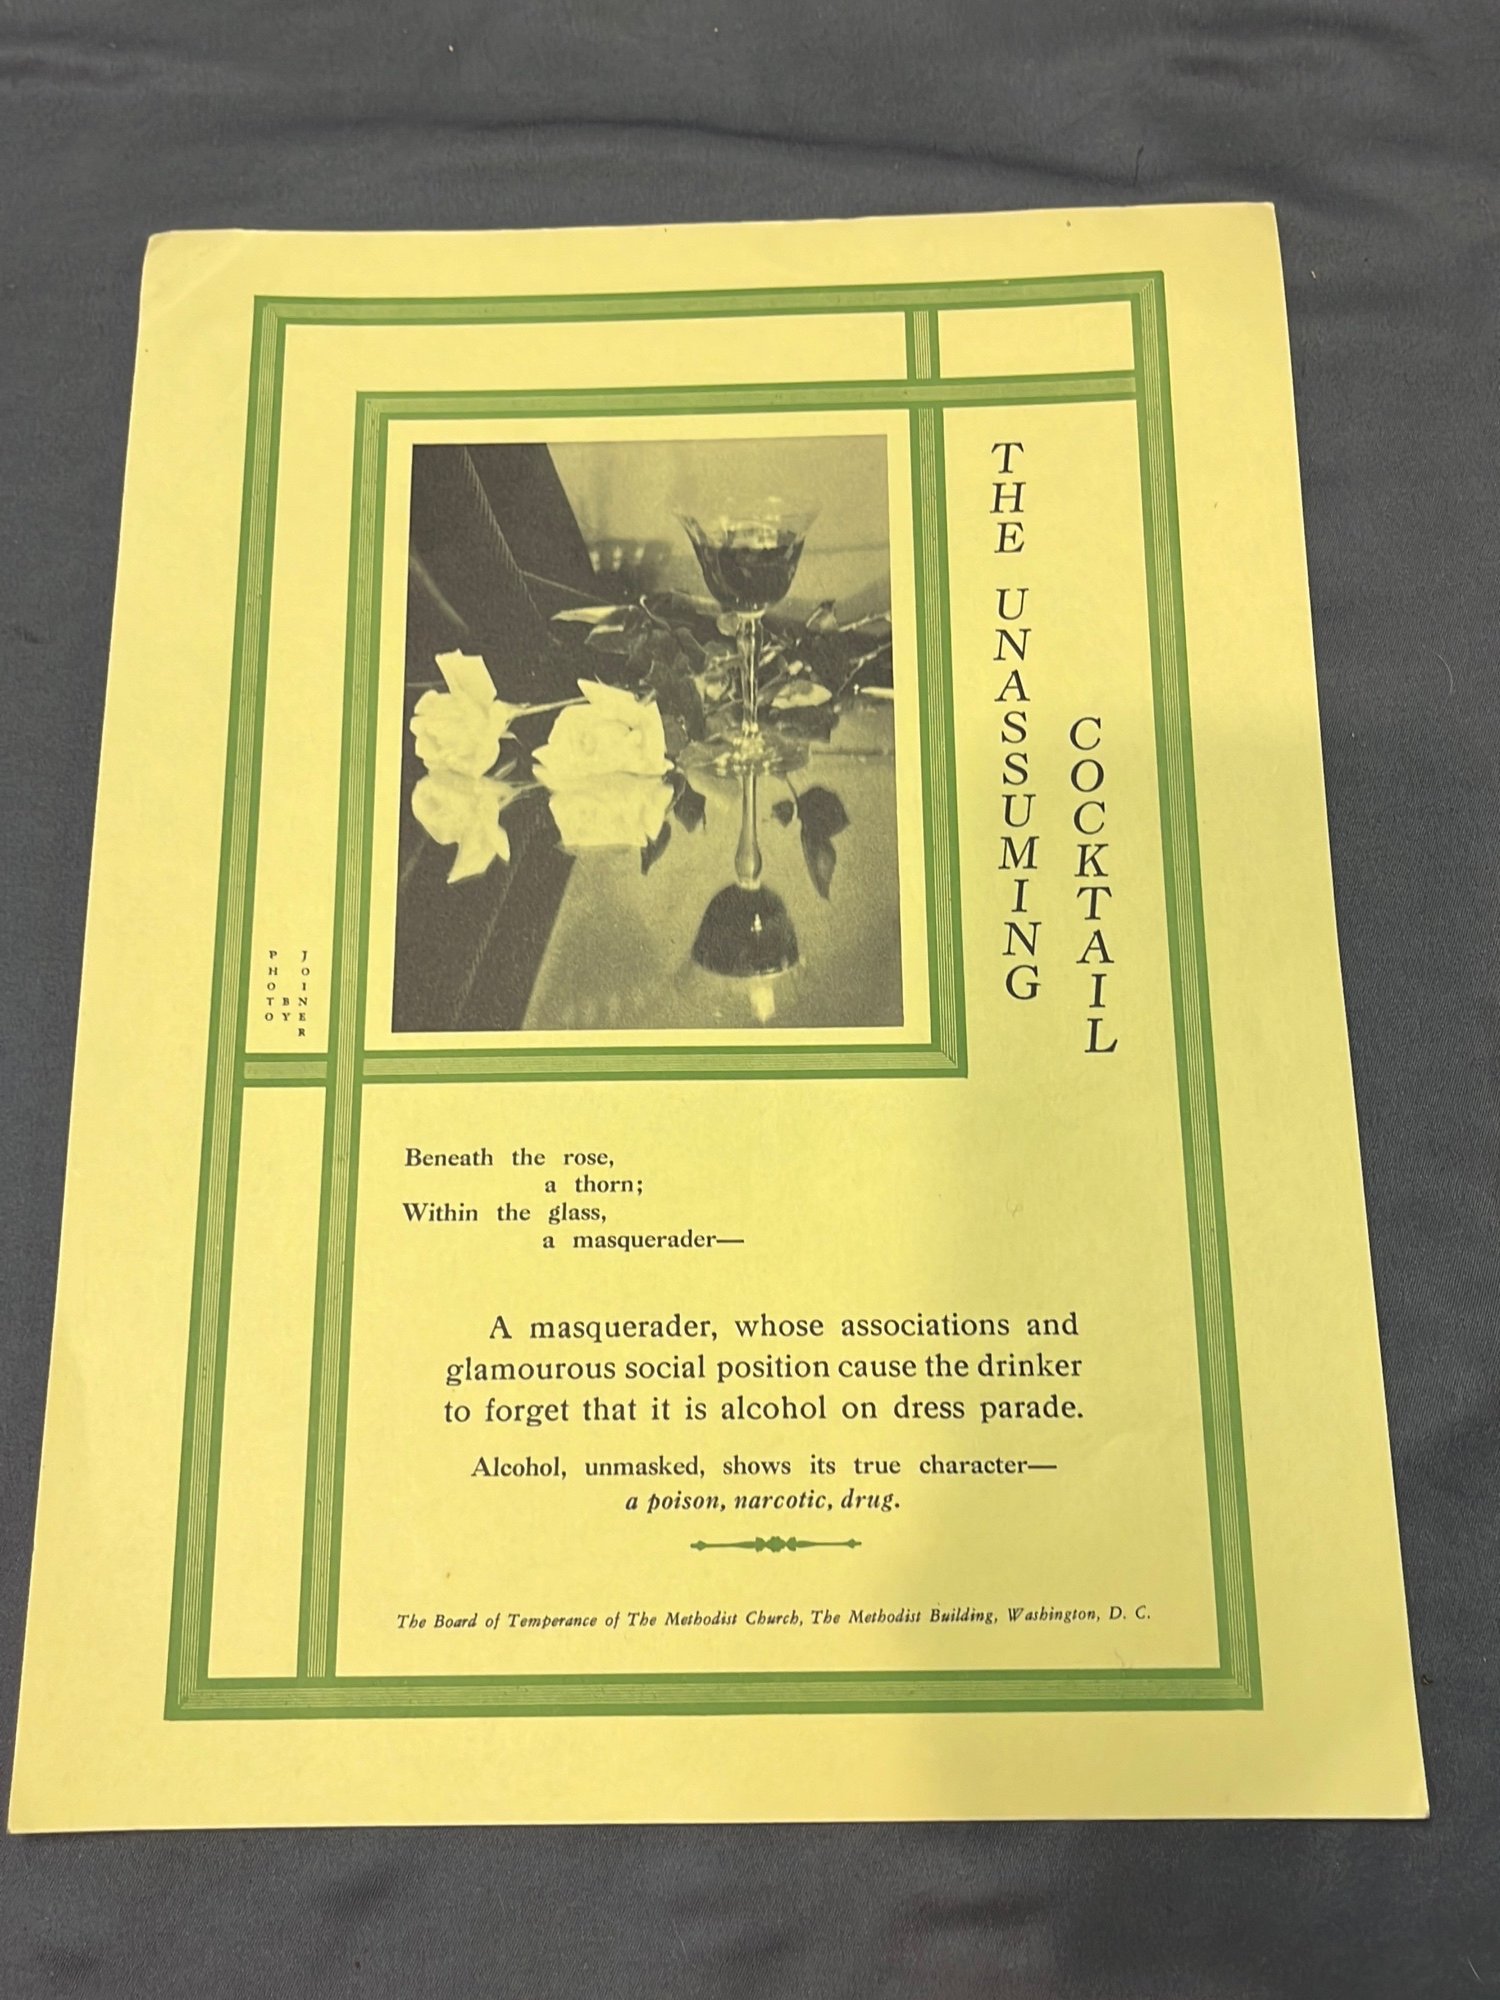 THE UNASSUMING
COCKTAIL
PHOTO
BY
JOINER
Beneath the rose,
a thorn;
Within the glass,
a masquerader—
A masquerader, whose associations and
glamourous social position cause the drinker
to forget that it is alcohol on dress parade.
Alcohol, unmasked, shows its true character—
a poison, narcotic, drug.
The Board of Temperance of The Methodist Church, The Methodist Building, Washington, D. C.